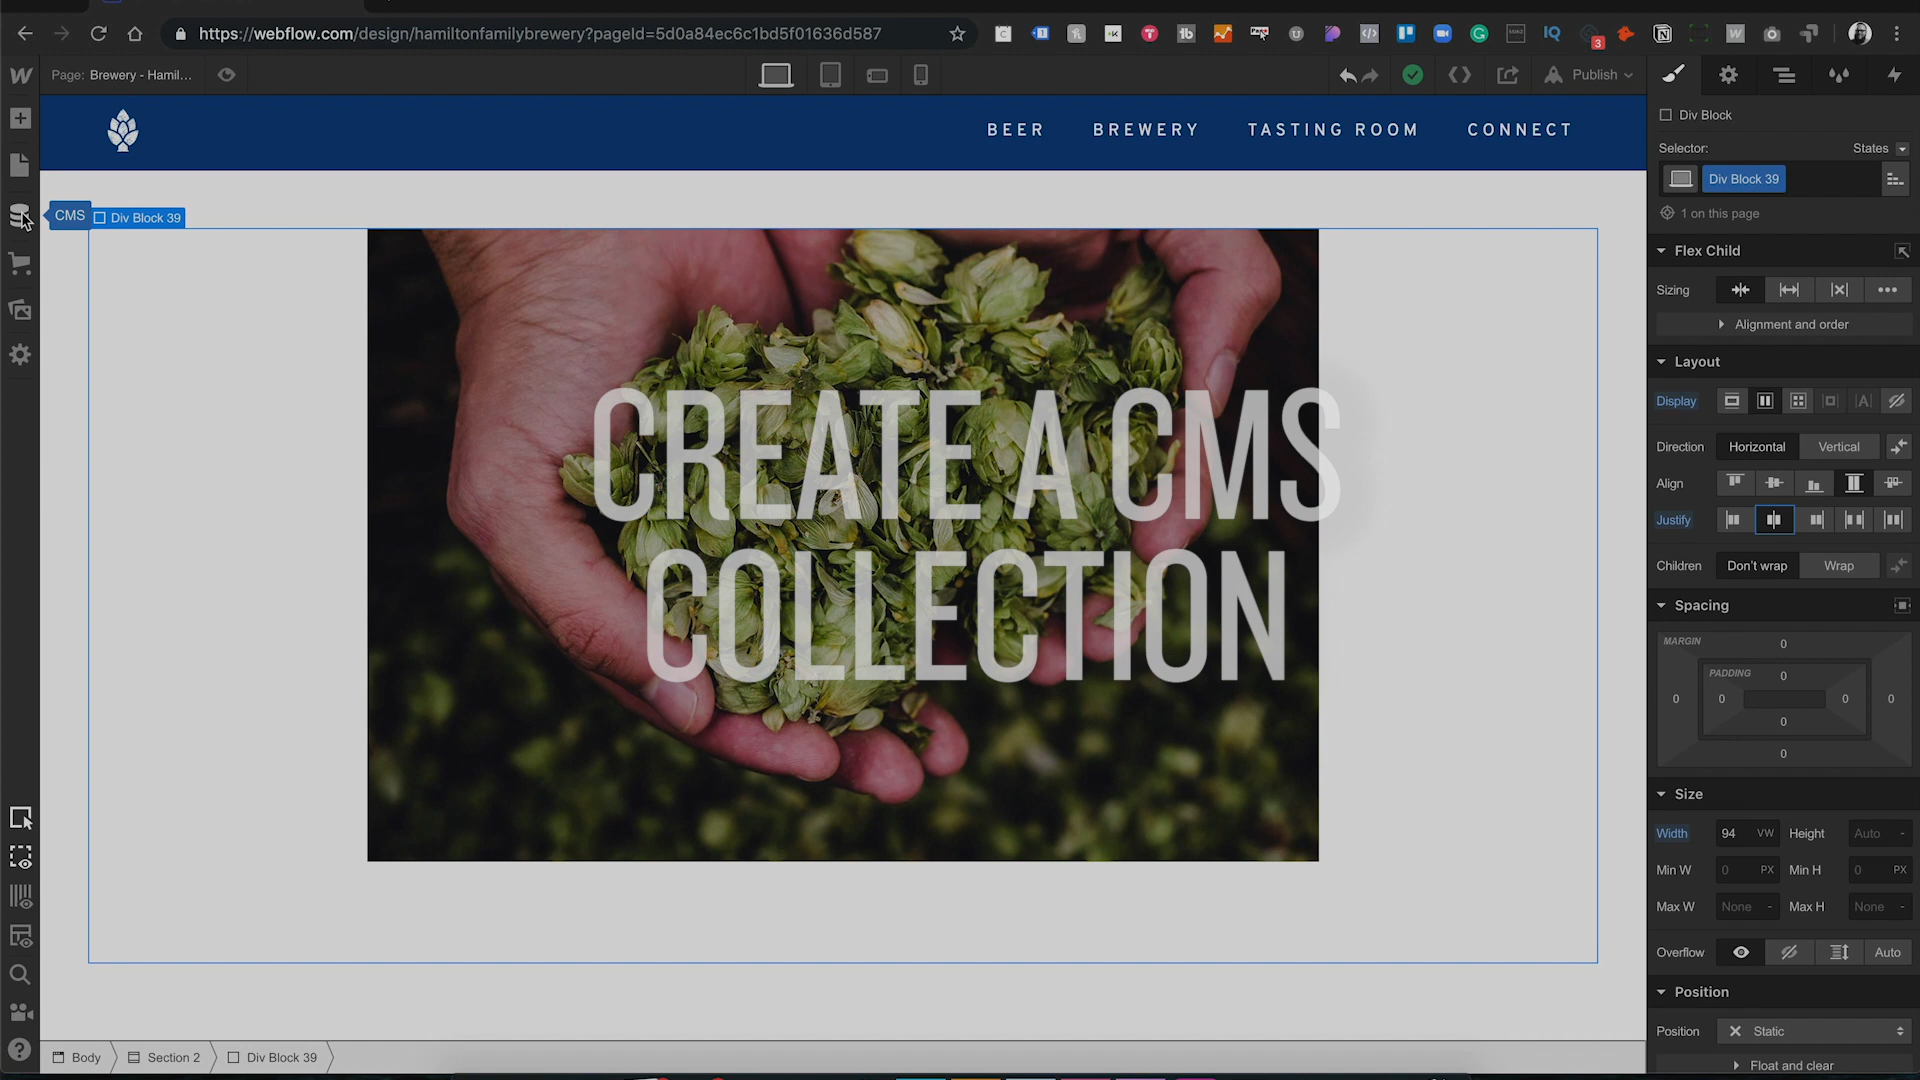 https://webflow.com/design/hamiltonfamilybrewery?pageId=5d0a84ec6c1bd5f01636d587
3
Page: Brewery - Hamil...
Publish
BEER BREWERY TASTING ROOM CONNECT
CMS
Div Block 39
CREATE A CMS
COLLECTION
Div Block
Selector: States
Div Block 39
1 on this page
Flex Child
Sizing
Alignment and order
Layout
Display
Direction Horizontal Vertical
Align
Justify
Children Don't wrap Wrap
Spacing
MARGIN
0
PADDING
0
0 0 0 0
0
0
Size
Width 94 VW Height Auto -
Min W 0 PX Min H 0 PX
Max W None - Max H None -
Overflow Auto
Position
Position Static
Float and clear
Body Section 2 Div Block 39